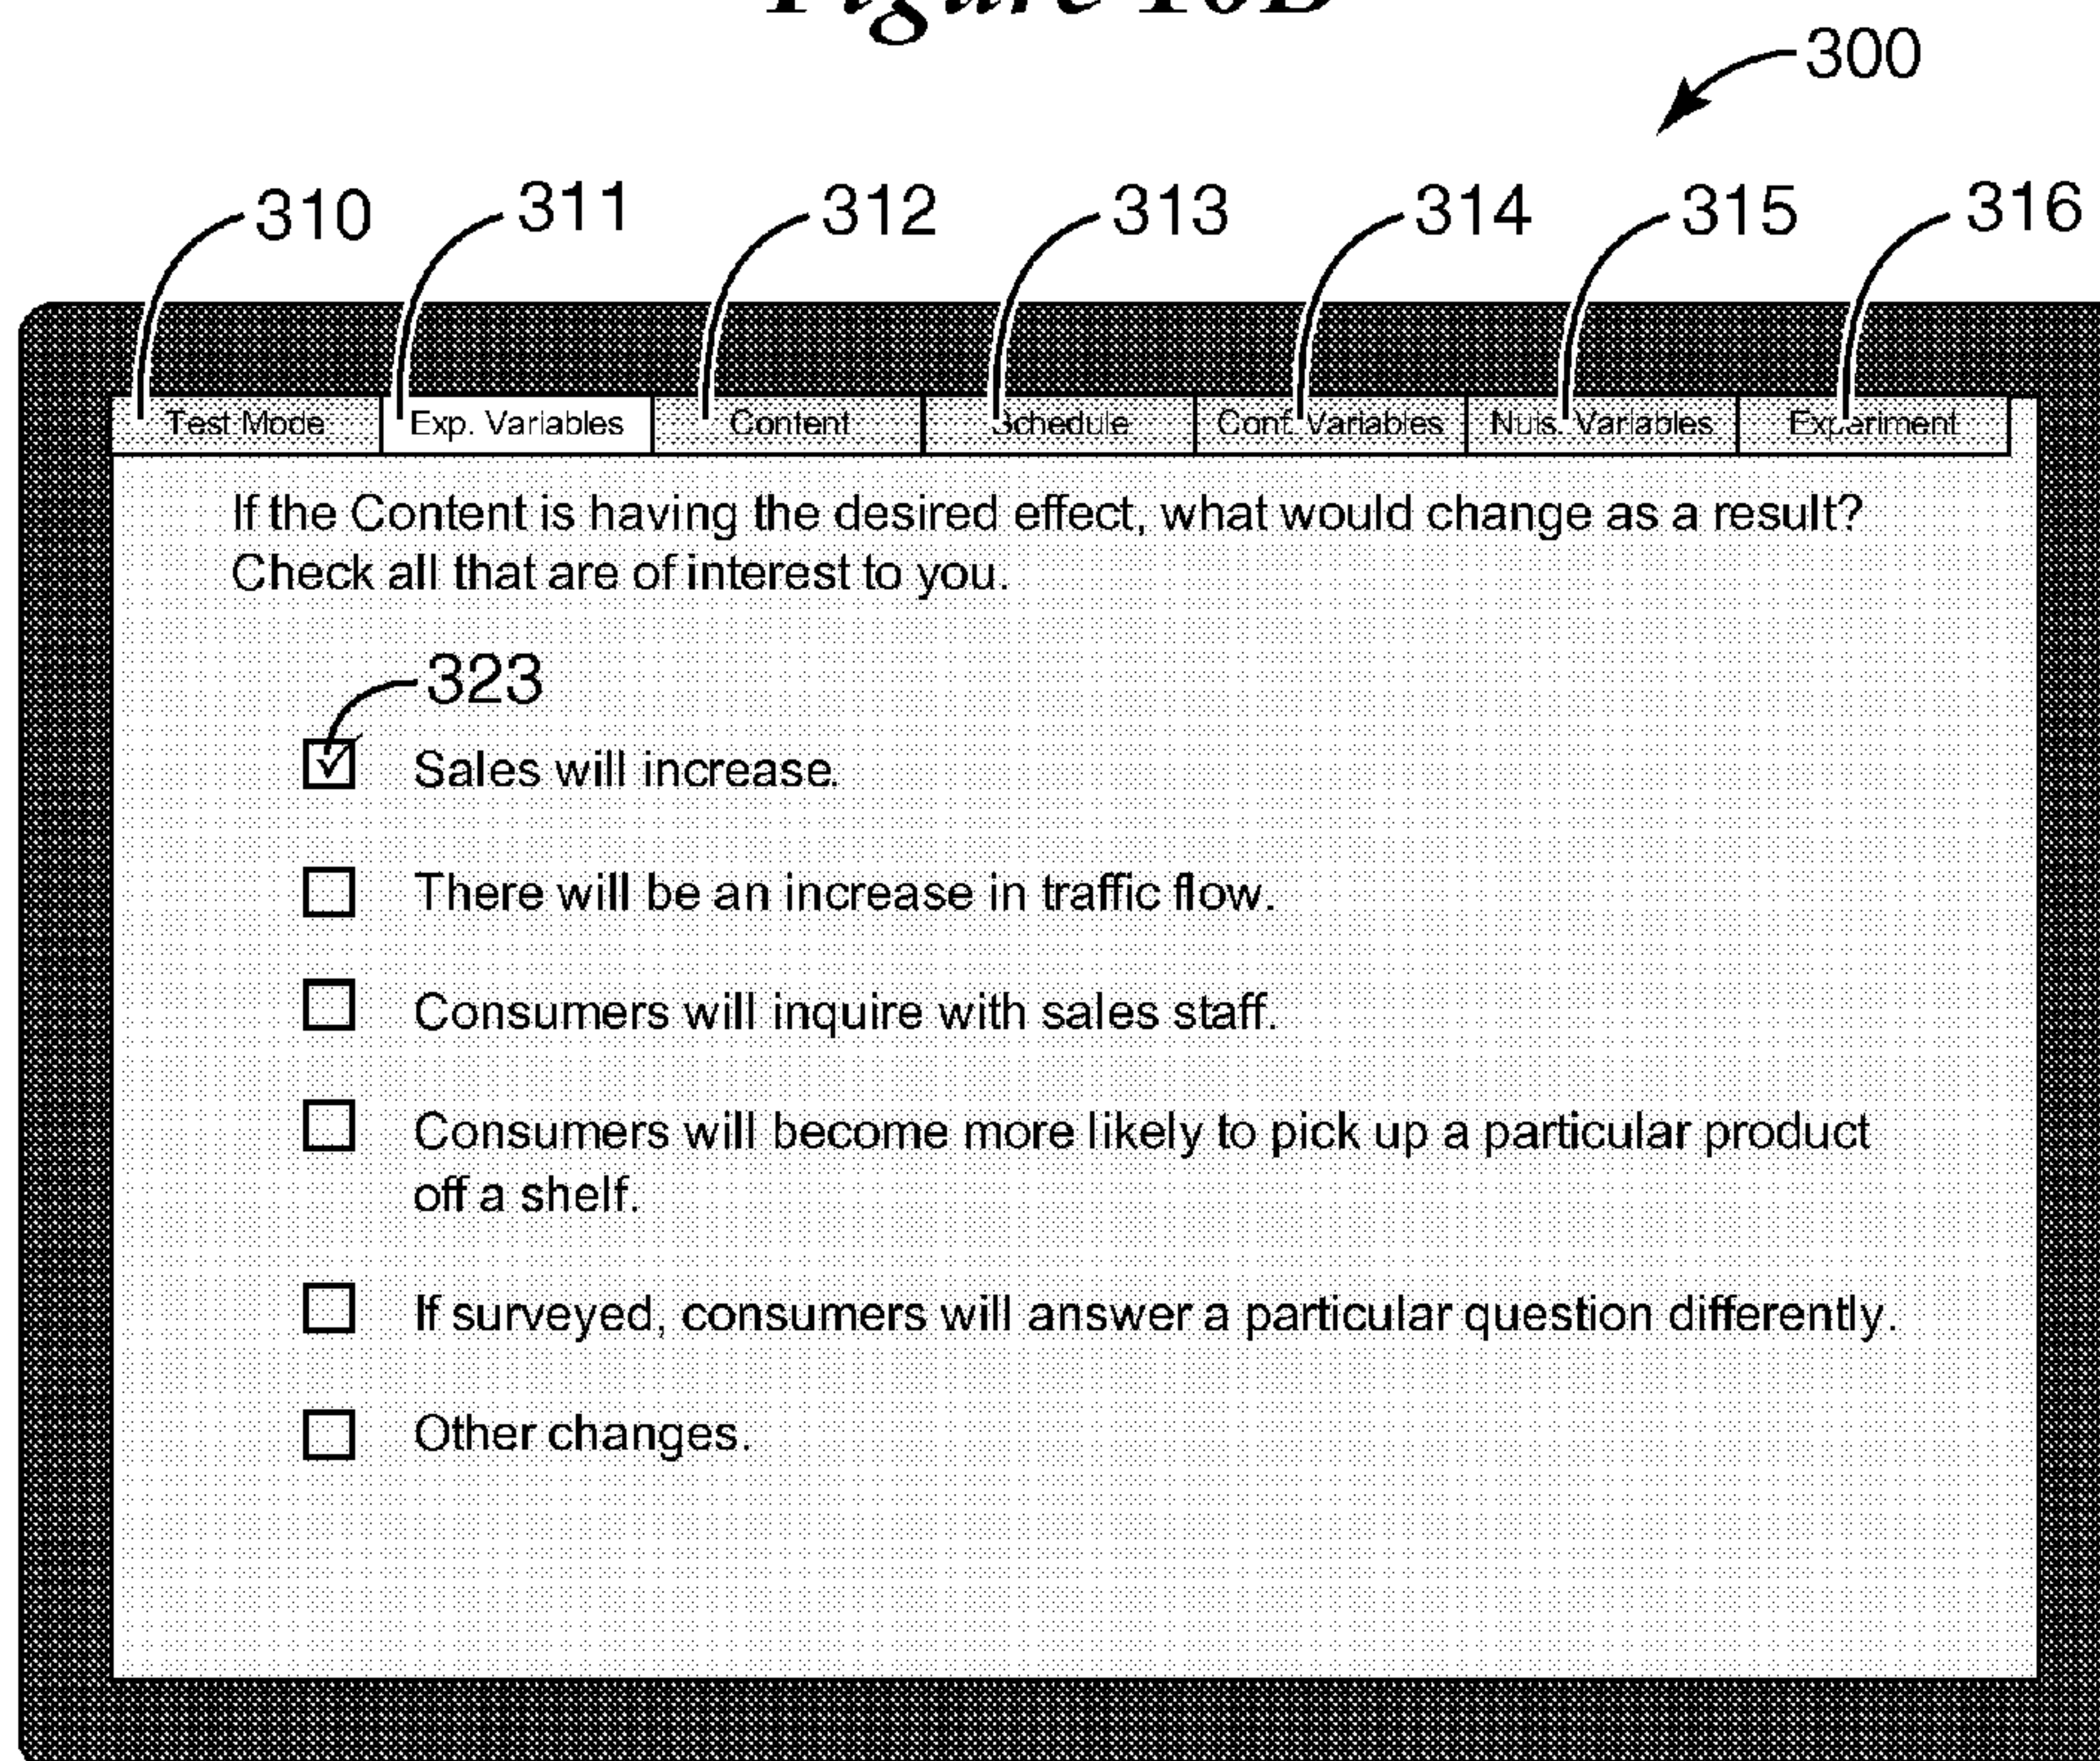 Figure 10B
300
310 311 312 313 314 315 316
Test Mode Exp. Variables Content Schedule Conf. Variables Nuis. Variables Experiment
If the Content is having the desired effect, what would change as a result?
Check all that are of interest to you.
323
Sales will increase.
There will be an increase in traffic flow.
Consumers will inquire with sales staff.
Consumers will become more likely to pick up a particular product
off a shelf.
If surveyed, consumers will answer a particular question differently.
Other changes.